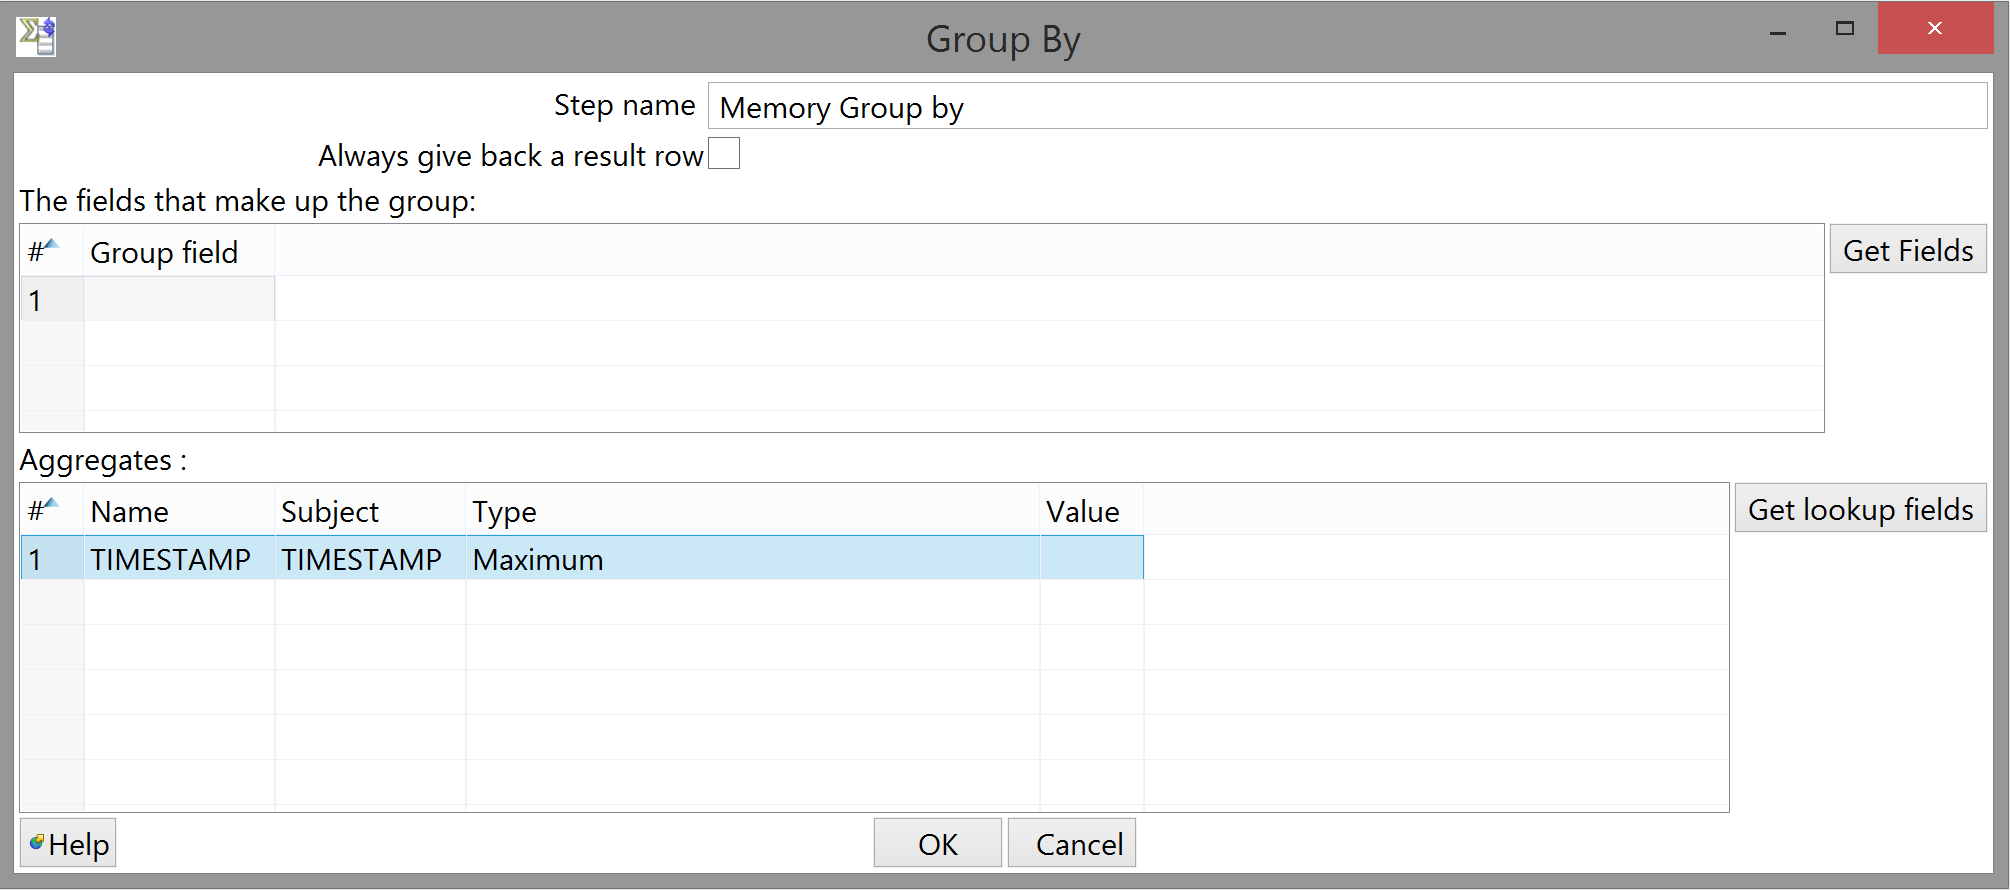 Group By
Step name Memory Group by
Always give back a result row
The fields that make up the group:
# Group field Get Fields
1
Aggregates :
# Name Subject Type Value Get lookup fields
1 TIMESTAMP TIMESTAMP Maximum
Help OK Cancel